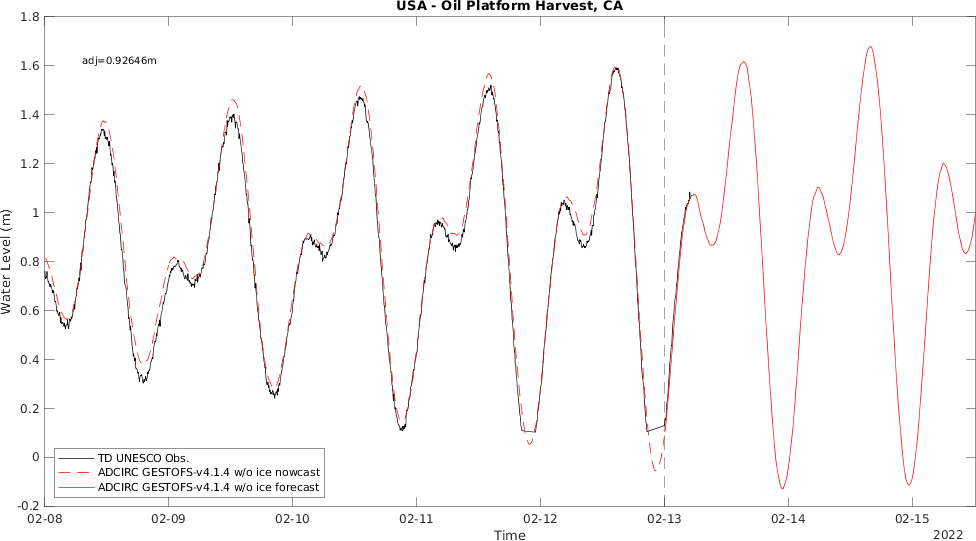 USA - Oil Platform Harvest, CA
1.8
1.6
1.4
1.2
1
0.8
0.6
0.4
0.2
0
-0.2
Water Level (m)
adj=0.92646m
TD UNESCO Obs.
ADCIRC GESTOFS-v4.1.4 w/o ice nowcast
ADCIRC GESTOFS-v4.1.4 w/o ice forecast
02-08 02-09 02-10 02-11 02-12 02-13 02-14 02-15
Time
2022